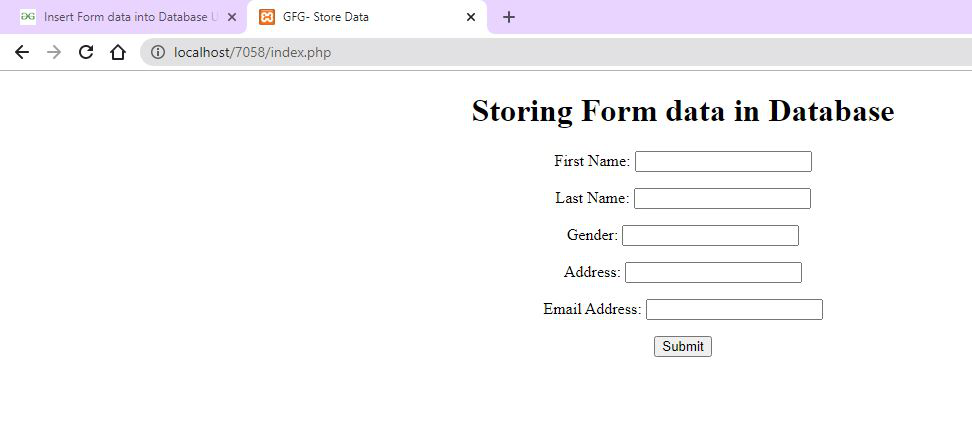 Insert Form data into Database
GFG- Store Data
localhost/7058/index.php
Storing Form data in Database
First Name:
Last Name:
Gender:
Address:
Email Address:
Submit